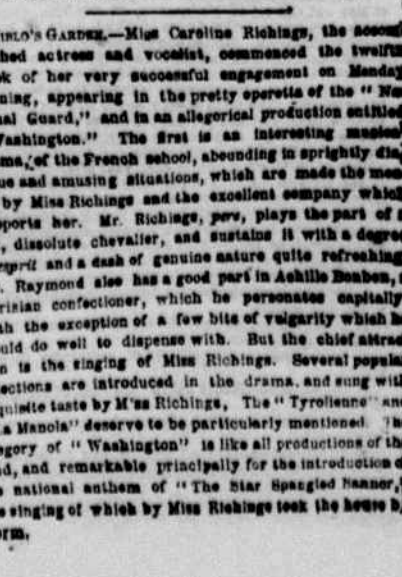 IBLO'S GARDEN.—Miss Caroline Richings, the accom
hed actress and vocalist, commenced the twelfth
k of her very successful engagement on Monday
ning, appearing in the pretty operetta of the "Na
nal Guard," and in an allegorical production entitled
ashington." The first is an interesting musical
ma, of the French school, abounding in sprightly dia
ue and amusing situations, which are made the mos
by Miss Richings and the excellent company which
pports her. Mr. Richings, pere, plays the part of a
, dissolute chevalier, and sustains it with a degree
esprit and a dash of genuine nature quite refreshing
. Raymond also has a good part in Achille Bonbon, a
risian confectioner, which he personates capitally
th the exception of a few bits of vulgarity which h
uld do well to dispense with. But the chief attrac
n is the singing of Miss Richings. Several popula
ections are introduced in the drama, and sung with
quisite taste by M'ss Richings, The "Tyrolienne" and
a Manola" deserve to be particularly mentioned. Th
egory of "Washington" is like all productions of th
d, and remarkable principally for the introduction o
national anthem of "The Star Spangled Banner,"
e singing of which by Miss Richings took the house b
orm.